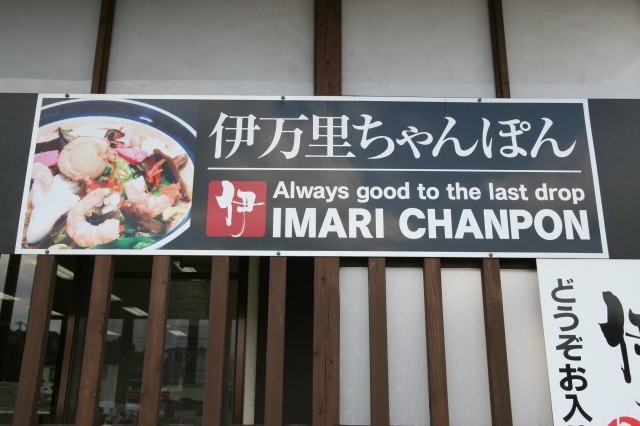 伊万里ちゃんぽん
伊
Always good to the last drop
IMARI CHANPON
どうぞお入